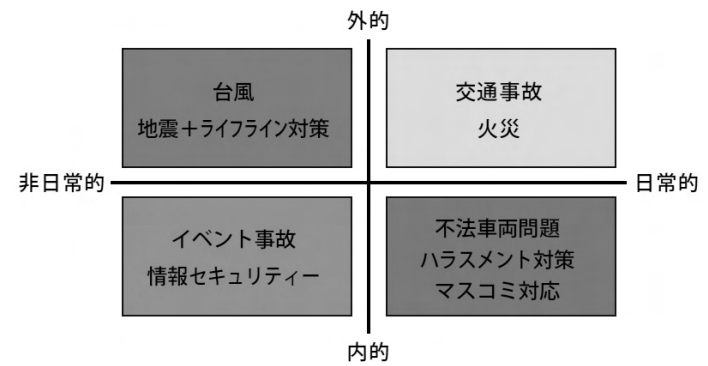 外的
台風
地震＋ライフライン対策
交通事故
火災
非日常的
日常的
イベント事故
情報セキュリティー
不法車両問題
ハラスメント対策
マスコミ対応
内的